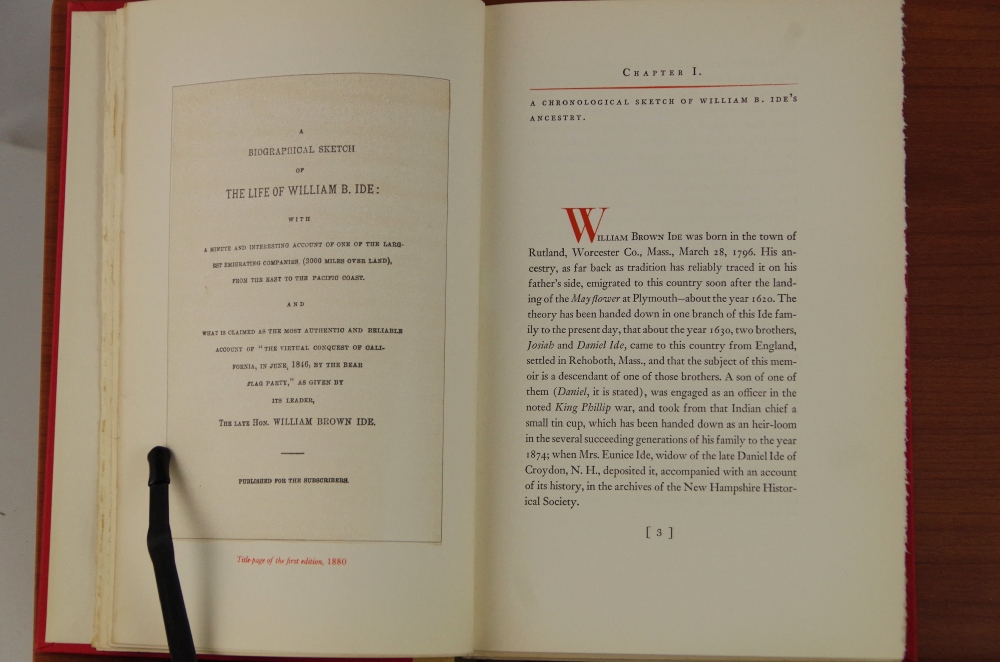 A
BIOGRAPHICAL SKETCH
OF
THE LIFE OF WILLIAM B. IDE:
WITH
A MINUTE AND INTERESTING ACCOUNT OF ONE OF THE LARG-
EST EMIGRATING COMPANIES, (3000 MILES OVER LAND),
FROM THE EAST TO THE PACIFIC COAST.
AND
WHAT IS CLAIMED AS THE MOST AUTHENTIC AND RELIABLE
ACCOUNT OF "THE VIRTUAL CONQUEST OF CALI-
FORNIA, IN JUNE, 1846, BY THE BEAR
FLAG PARTY," AS GIVEN BY
ITS LEADER,
THE LATE HON. WILLIAM BROWN IDE.
PUBLISHED FOR THE SUBSCRIBERS.
Title-page of the first edition, 1880
CHAPTER I.
A CHRONOLOGICAL SKETCH OF WILLIAM B. IDE'S
ANCESTRY.
WILLIAM BROWN IDE was born in the town of
Rutland, Worcester Co., Mass., March 28, 1796. His an-
cestry, as far back as tradition has reliably traced it on his
father's side, emigrated to this country soon after the land-
ing of the Mayflower at Plymouth—about the year 1620. The
theory has been handed down in one branch of this Ide fam-
ily to the present day, that about the year 1630, two brothers,
Josiah and Daniel Ide, came to this country from England,
settled in Rehoboth, Mass., and that the subject of this mem-
oir is a descendant of one of those brothers. A son of one of
them (Daniel, it is stated), was engaged as an officer in the
noted King Phillip war, and took from that Indian chief a
small tin cup, which has been handed down as an heir-loom
in the several succeeding generations of his family to the year
1874; when Mrs. Eunice Ide, widow of the late Daniel Ide of
Croydon, N. H., deposited it, accompanied with an account
of its history, in the archives of the New Hampshire Histor-
ical Society.
[ 3 ]